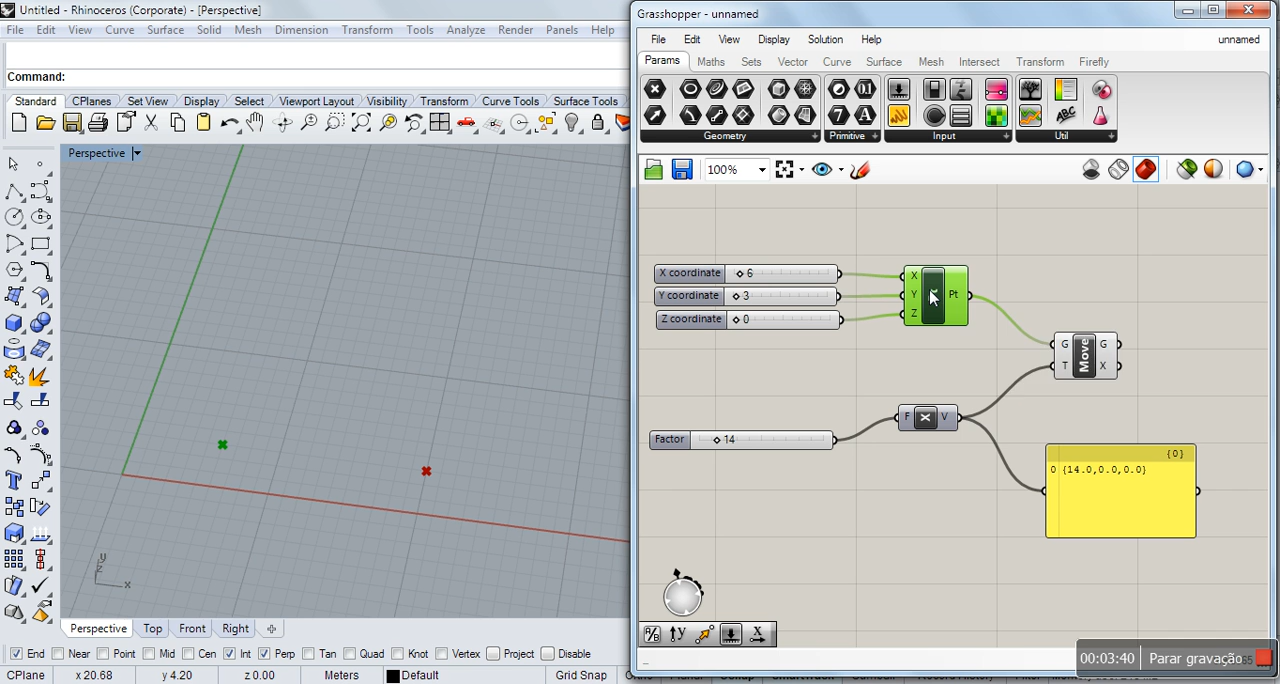 Untitled - Rhinoceros (Corporate) - [Perspective]
File Edit View Curve Surface Solid Mesh Dimension Transform Tools Analyze Render Panels Help
Command:
Standard CPlanes Set View Display Select Viewport Layout Visibility Transform Curve Tools Surface Tools
Perspective
y
z
x
Perspective Top Front Right
End Near Point Mid Cen Int Perp Tan Quad Knot Vertex Project Disable
CPlane x 20.68 y 4.20 z 0.00 Meters Default Grid Snap
Grasshopper - unnamed
File Edit View Display Solution Help unnamed
Params Maths Sets Vector Curve Surface Mesh Intersect Transform Firefly
Geometry Primitive Input Util
100%
X coordinate 6
Y coordinate 3
Z coordinate 0
X
Y Pt
Z
G Move G
T X
Factor 14
F X V
{0}
0 {14.0,0.0,0.0}
00:03:40 Parar gravação